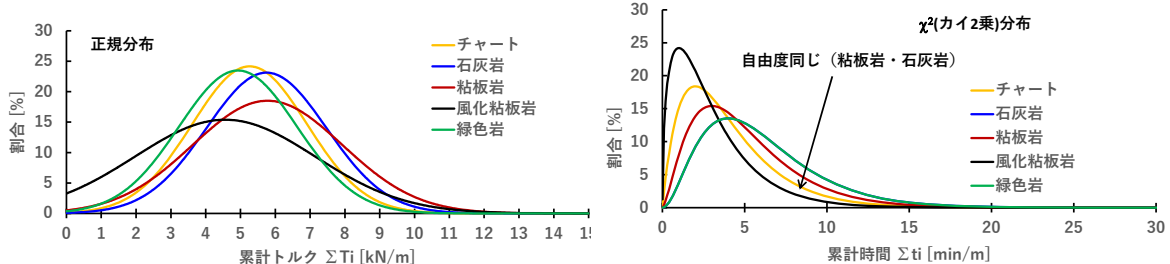 正規分布
30
25
20
15
10
5
0
割合 [%]
チャート
石灰岩
粘板岩
風化粘板岩
緑色岩
0 1 2 3 4 5 6 7 8 9 10 11 12 13 14 15
累計トルク ΣTi [kN/m]
χ²(カイ2乗)分布
自由度同じ（粘板岩・石灰岩）
30
25
20
15
10
5
0
割合 [%]
チャート
石灰岩
粘板岩
風化粘板岩
緑色岩
0 5 10 15 20 25 30
累計時間 Σti [min/m]